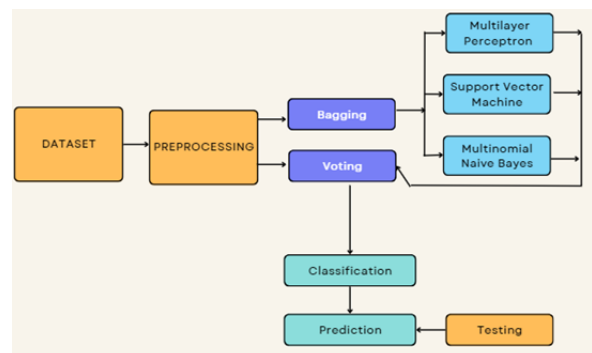 Multilayer
Perceptron
Support Vector
Machine
Bagging
DATASET
PREPROCESSING
Multinomial
Naive Bayes
Voting
Classification
Prediction
Testing